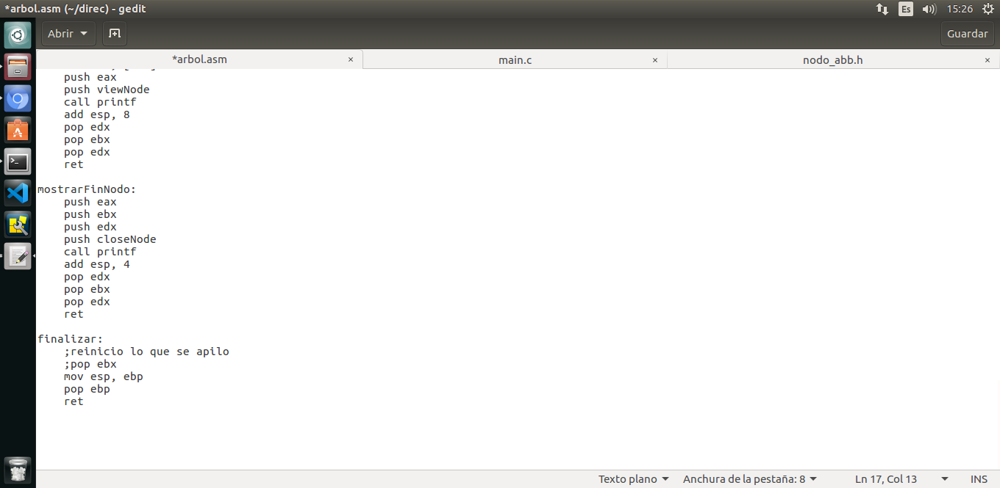 *arbol.asm (~/direc) - gedit
Es
15:26
Abrir
Guardar
*arbol.asm
main.c
nodo_abb.h
push eax
push viewNode
call printf
add esp, 8
pop edx
pop ebx
pop edx
ret
mostrarFinNodo:
push eax
push ebx
push edx
push closeNode
call printf
add esp, 4
pop edx
pop ebx
pop edx
ret
finalizar:
;reinicio lo que se apilo
;pop ebx
mov esp, ebp
pop ebp
ret
Texto plano
Anchura de la pestaña: 8
Ln 17, Col 13
INS